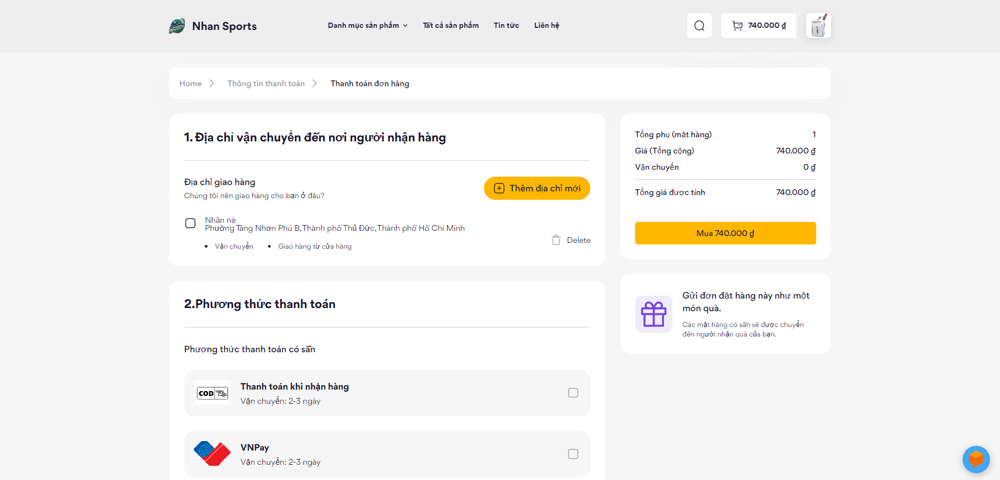 Nhan Sports
Danh mục sản phẩm
Tất cả sản phẩm
Tin tức
Liên hệ
740.000 ₫
Home
Thông tin thanh toán
Thanh toán đơn hàng
1. Địa chỉ vận chuyển đến nơi người nhận hàng
Địa chỉ giao hàng
Chúng tôi nên giao hàng cho bạn ở đâu?
Thêm địa chỉ mới
Nhân nè
Phường Tăng Nhơn Phú B,Thành phố Thủ Đức,Thành phố Hồ Chí Minh
Vận chuyển
Giao hàng từ cửa hàng
Delete
2.Phương thức thanh toán
Phương thức thanh toán có sẵn
COD
Thanh toán khi nhận hàng
Vận chuyển: 2-3 ngày
VNPay
Vận chuyển: 2-3 ngày
Tổng phụ (mặt hàng) 1
Giá (Tổng cộng) 740.000 ₫
Vận chuyển 0 ₫
Tổng giá được tính 740.000 ₫
Mua 740.000 ₫
Gửi đơn đặt hàng này như một
món quà.
Các mặt hàng có sẵn sẽ được chuyển
đến người nhận quà của bạn.